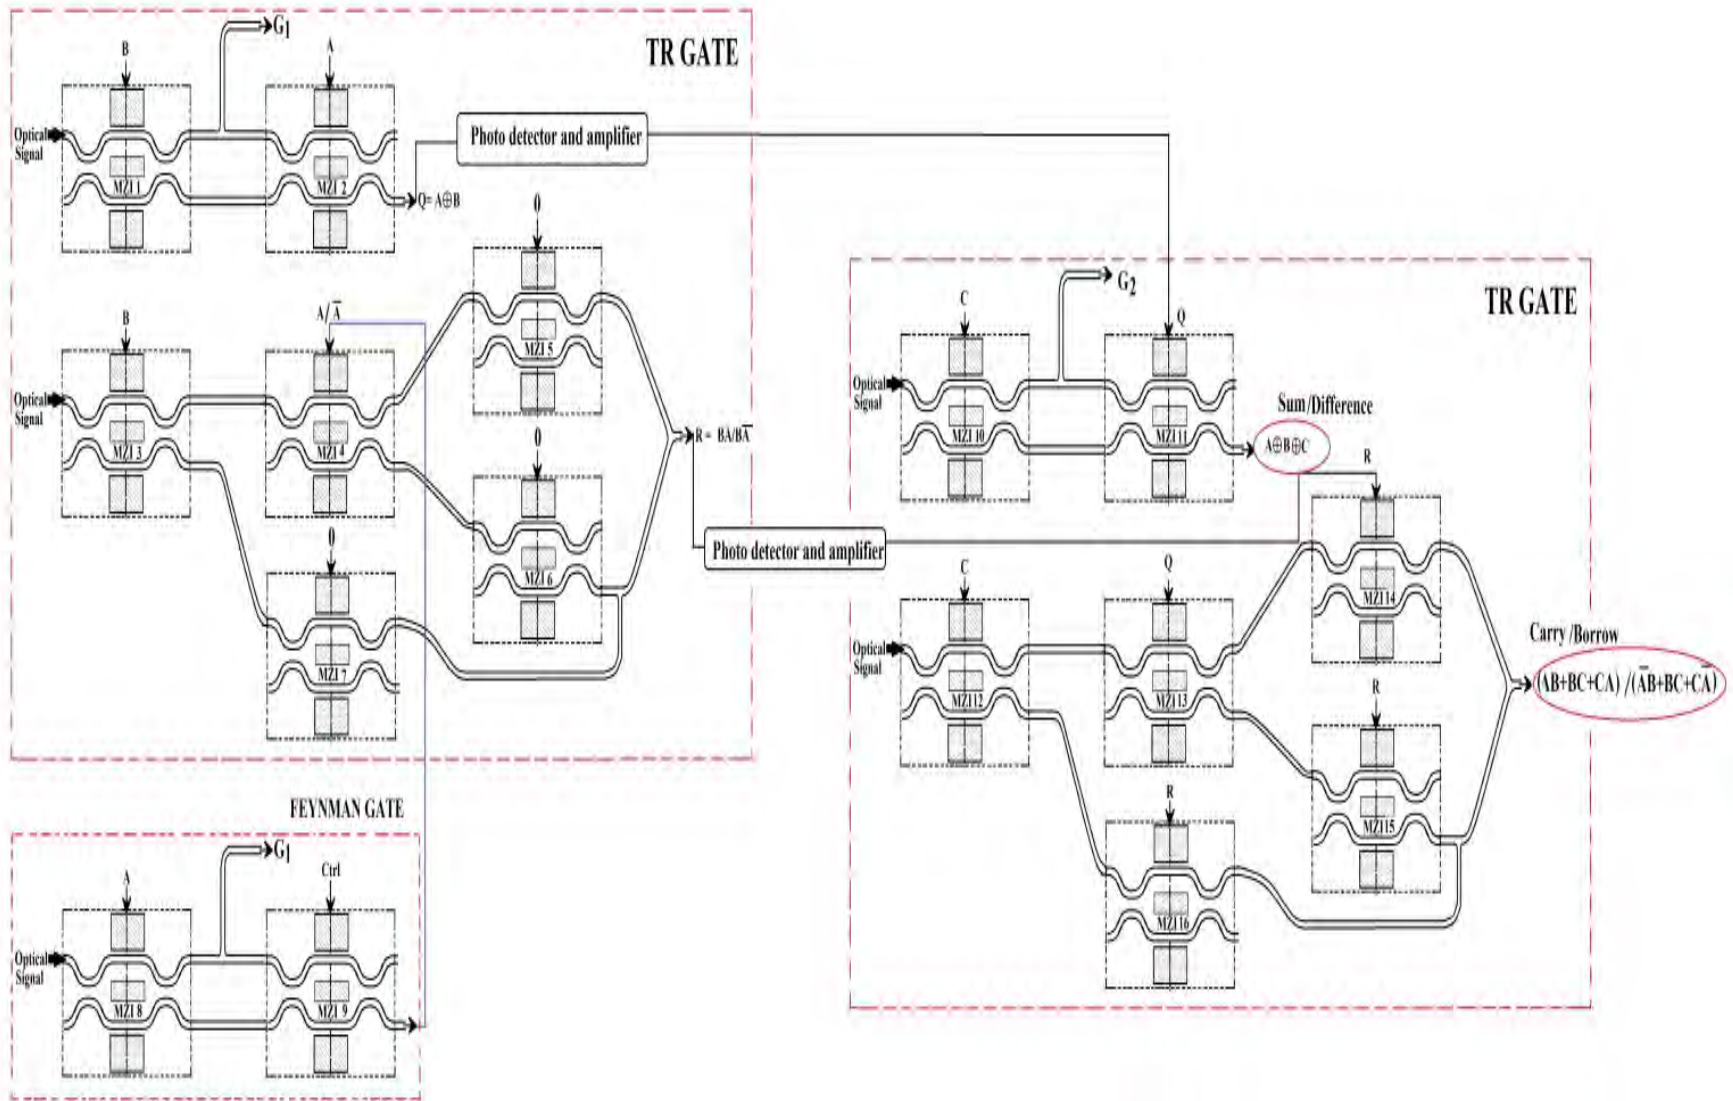 G1
B
A
TR GATE
Optical
Signal
MZI 1
MZI 2
Q= A⊕B
Photo detector and amplifier
0
MZI 5
B
A/A̅
Optical
Signal
MZI 3
MZI 4
R = BA/BA̅
0
MZI 6
0
MZI 7
Photo detector and amplifier
FEYNMAN GATE
G1
A
Ctrl
Optical
Signal
MZI 8
MZI 9
TR GATE
G2
C
Q
Optical
Signal
MZI 10
MZI 11
Sum/Difference
A⊕B⊕C
R
MZI 14
C
Q
Optical
Signal
MZI 12
MZI 13
Carry /Borrow
(AB+BC+CA) /(A̅B+BC+CA̅)
R
MZI 15
R
MZI 16